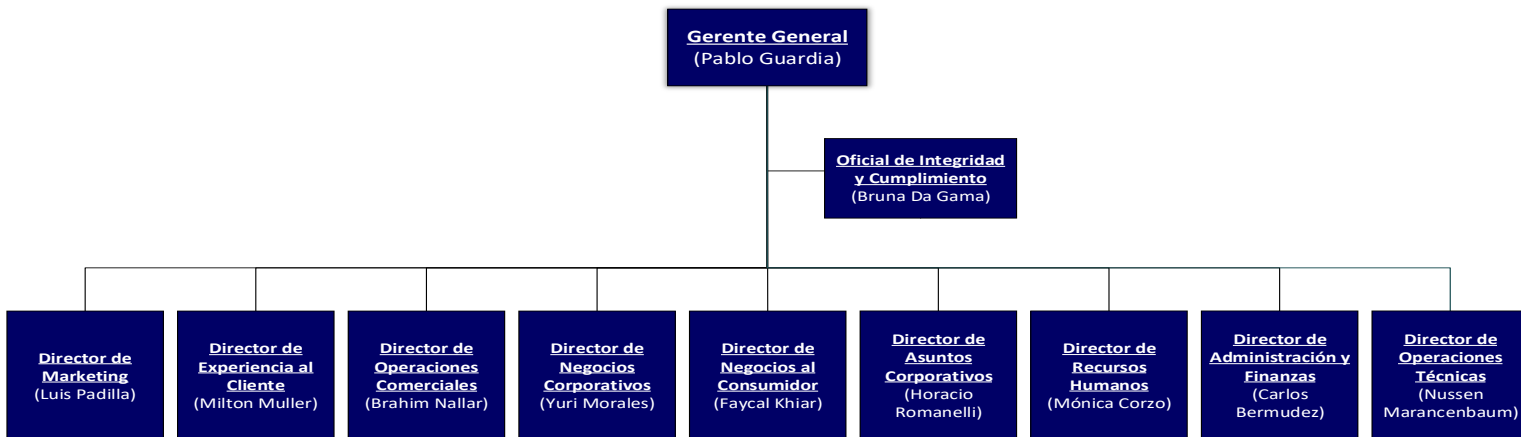 Gerente General
(Pablo Guardia)
Oficial de Integridad
y Cumplimiento
(Bruna Da Gama)
Director de
Marketing
(Luis Padilla)
Director de
Experiencia al
Cliente
(Milton Muller)
Director de
Operaciones
Comerciales
(Brahim Nallar)
Director de
Negocios
Corporativos
(Yuri Morales)
Director de
Negocios al
Consumidor
(Faycal Khiar)
Director de
Asuntos
Corporativos
(Horacio
Romanelli)
Director de
Recursos
Humanos
(Mónica Corzo)
Director de
Administración y
Finanzas
(Carlos
Bermudez)
Director de
Operaciones
Técnicas
(Nussen
Marancenbaum)